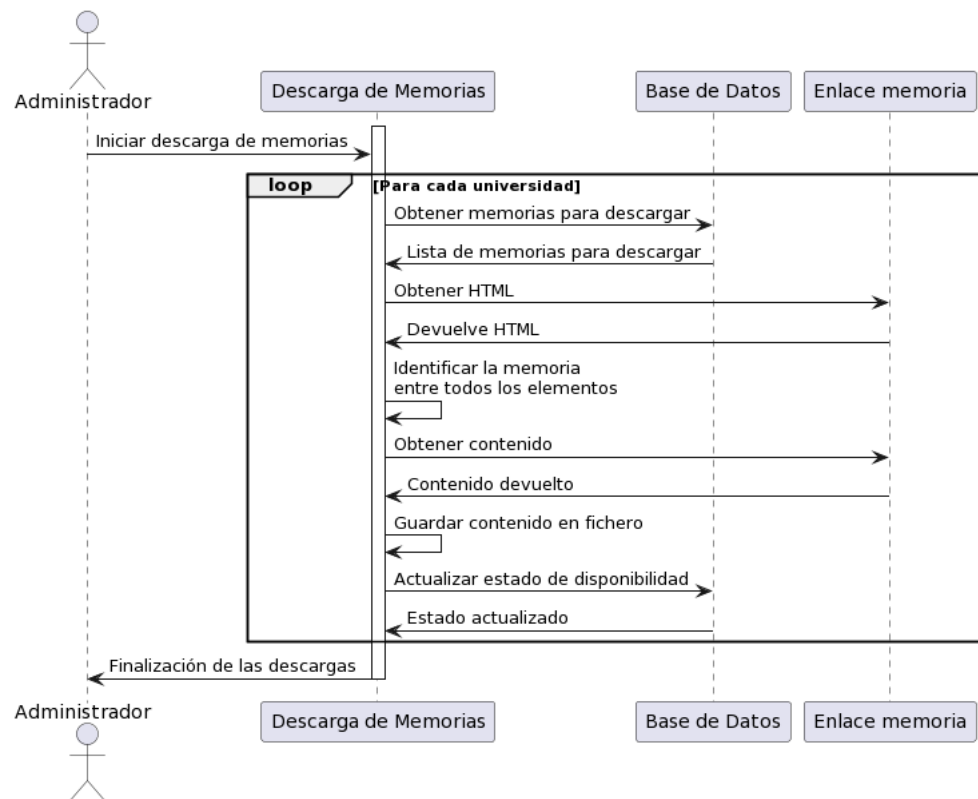 Administrador
Descarga de Memorias
Base de Datos
Enlace memoria
Iniciar descarga de memorias
loop
[Para cada universidad]
Obtener memorias para descargar
Lista de memorias para descargar
Obtener HTML
Devuelve HTML
Identificar la memoria
entre todos los elementos
Obtener contenido
Contenido devuelto
Guardar contenido en fichero
Actualizar estado de disponibilidad
Estado actualizado
Finalización de las descargas
Administrador
Descarga de Memorias
Base de Datos
Enlace memoria